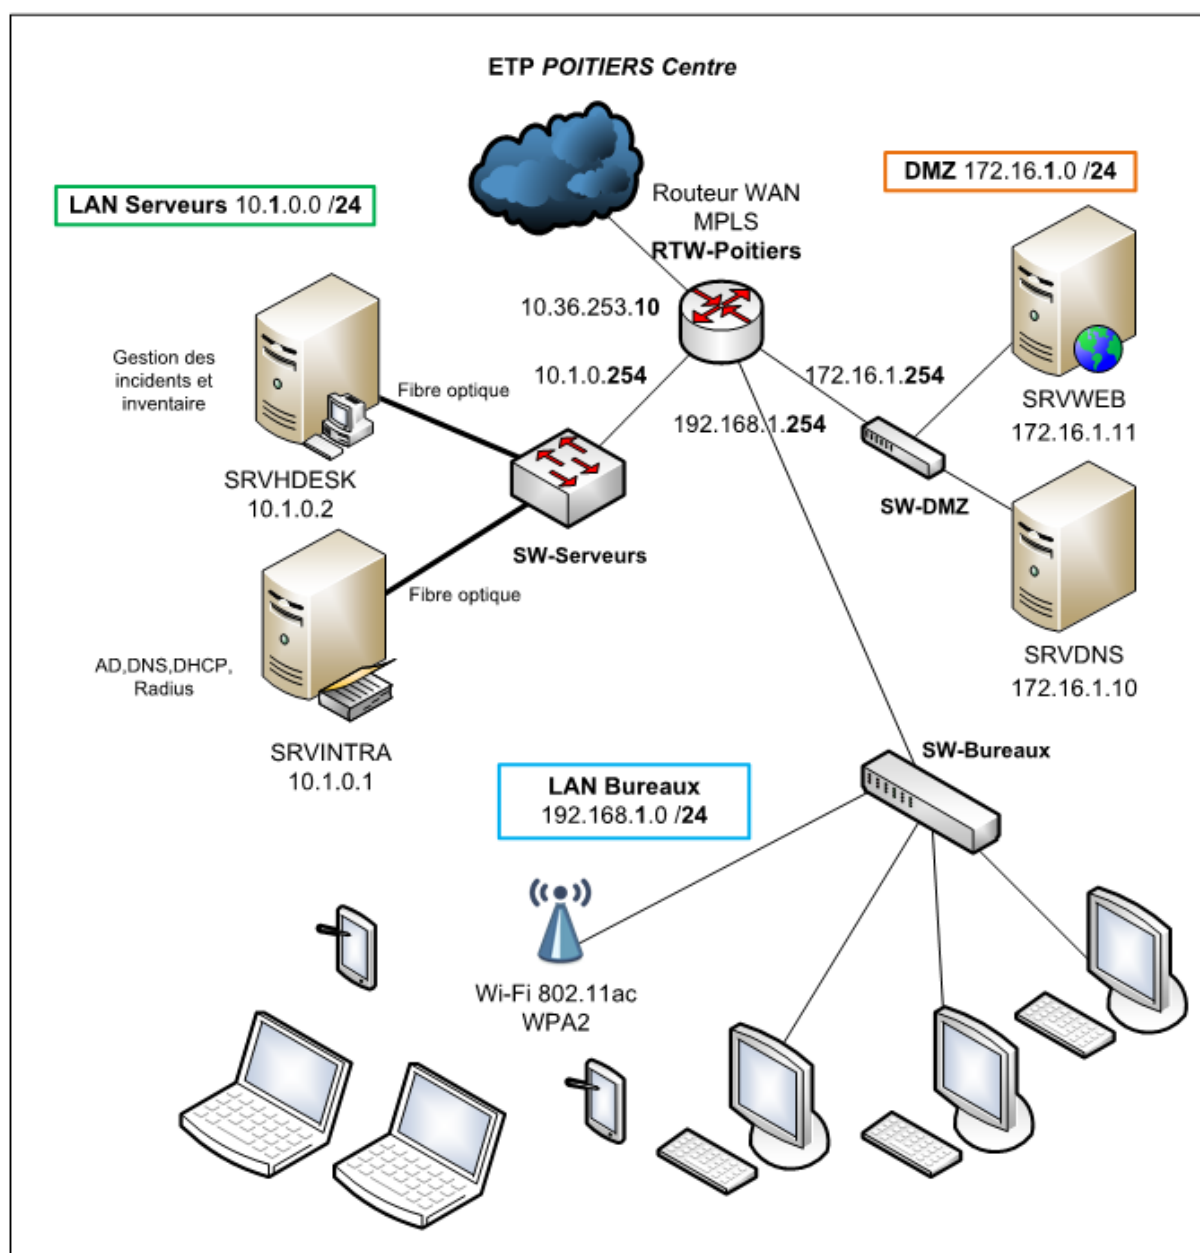 ETP POITIERS Centre
LAN Serveurs 10.1.0.0 /24
DMZ 172.16.1.0 /24
Routeur WAN
MPLS
RTW-Poitiers
10.36.253.10
10.1.0.254
172.16.1.254
192.168.1.254
Gestion des
incidents et
inventaire
Fibre optique
SRVHDESK
10.1.0.2
SW-Serveurs
Fibre optique
AD,DNS,DHCP,
Radius
SRVINTRA
10.1.0.1
SRVWEB
172.16.1.11
SW-DMZ
SRVDNS
172.16.1.10
SW-Bureaux
LAN Bureaux
192.168.1.0 /24
Wi-Fi 802.11ac
WPA2